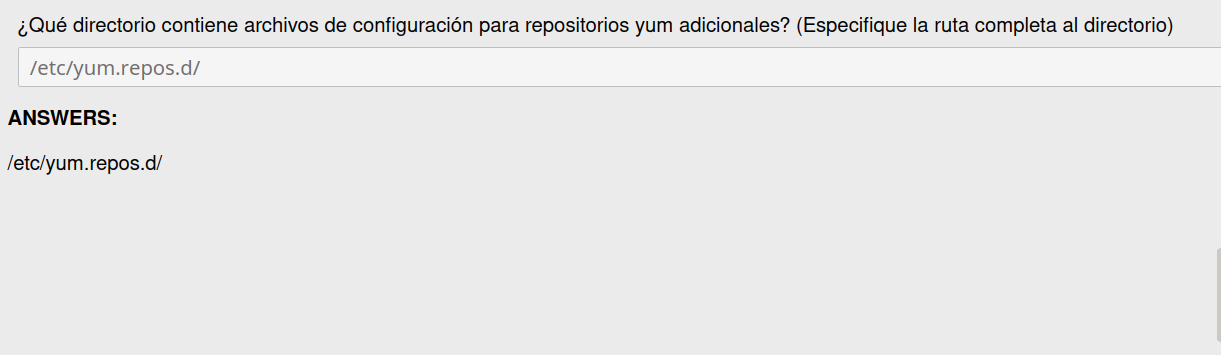 ¿Qué directorio contiene archivos de configuración para repositorios yum adicionales? (Especifique la ruta completa al directorio)
/etc/yum.repos.d/
ANSWERS:
/etc/yum.repos.d/